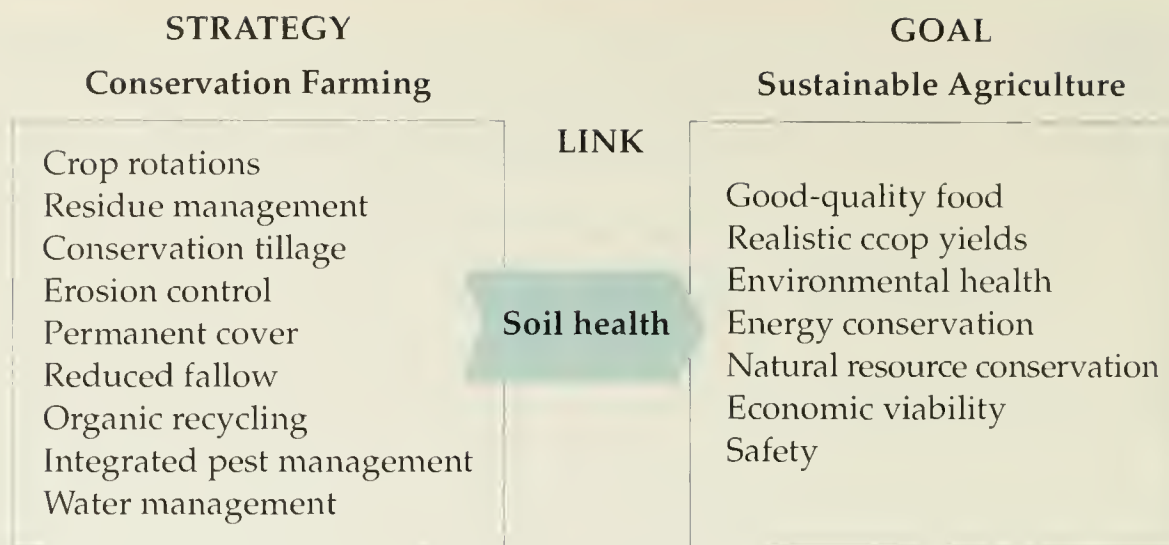 STRATEGY
Conservation Farming
Crop rotations
Residue management
Conservation tillage
Erosion control
Permanent cover
Reduced fallow
Organic recycling
Integrated pest management
Water management
LINK
Soil health
GOAL
Sustainable Agriculture
Good-quality food
Realistic ccop yields
Environmental health
Energy conservation
Natural resource conservation
Economic viability
Safety